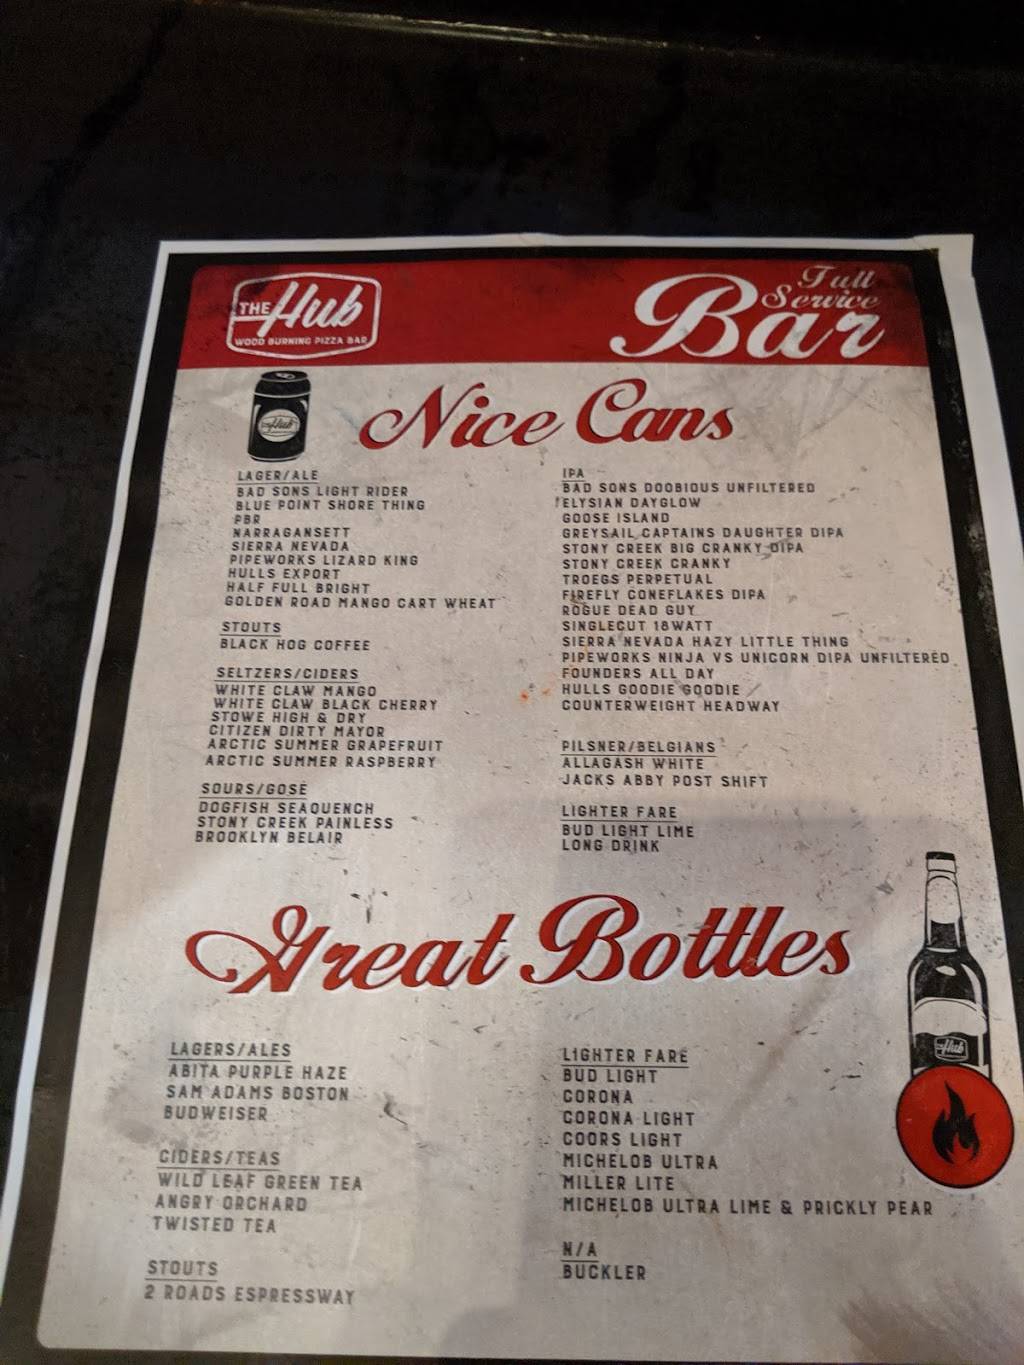 THE Hub
WOOD BURNING PIZZA BAR
Full
Service
Bar
Nice Cans
LAGER/ALE
BAD SONS LIGHT RIDER
BLUE POINT SHORE THING
PBR
NARRAGANSETT
SIERRA NEVADA
PIPEWORKS LIZARD KING
HULLS EXPORT
HALF FULL BRIGHT
GOLDEN ROAD MANGO CART WHEAT
STOUTS
BLACK HOG COFFEE
SELTZERS/CIDERS
WHITE CLAW MANGO
WHITE CLAW BLACK CHERRY
STOWE HIGH & DRY
CITIZEN DIRTY MAYOR
ARCTIC SUMMER GRAPEFRUIT
ARCTIC SUMMER RASPBERRY
SOURS/GOSE
DOGFISH SEAQUENCH
STONY CREEK PAINLESS
BROOKLYN BELAIR
IPA
BAD SONS DOOBIOUS UNFILTERED
ELYSIAN DAYGLOW
GOOSE ISLAND
GREYSAIL CAPTAINS DAUGHTER DIPA
STONY CREEK BIG CRANKY DIPA
STONY CREEK CRANKY
TROEGS PERPETUAL
FIREFLY CONEFLAKES DIPA
ROGUE DEAD GUY
SINGLECUT 18WATT
SIERRA NEVADA HAZY LITTLE THING
PIPEWORKS NINJA VS UNICORN DIPA UNFILTERED
FOUNDERS ALL DAY
HULLS GOODIE GOODIE
COUNTERWEIGHT HEADWAY
PILSNER/BELGIANS
ALLAGASH WHITE
JACKS ABBY POST SHIFT
LIGHTER FARE
BUD LIGHT LIME
LONG DRINK
Great Bottles
LAGERS/ALES
ABITA PURPLE HAZE
SAM ADAMS BOSTON
BUDWEISER
CIDERS/TEAS
WILD LEAF GREEN TEA
ANGRY ORCHARD
TWISTED TEA
STOUTS
2 ROADS ESPRESSWAY
LIGHTER FARE
BUD LIGHT
CORONA
CORONA LIGHT
COORS LIGHT
MICHELOB ULTRA
MILLER LITE
MICHELOB ULTRA LIME & PRICKLY PEAR
N/A
BUCKLER
Hub